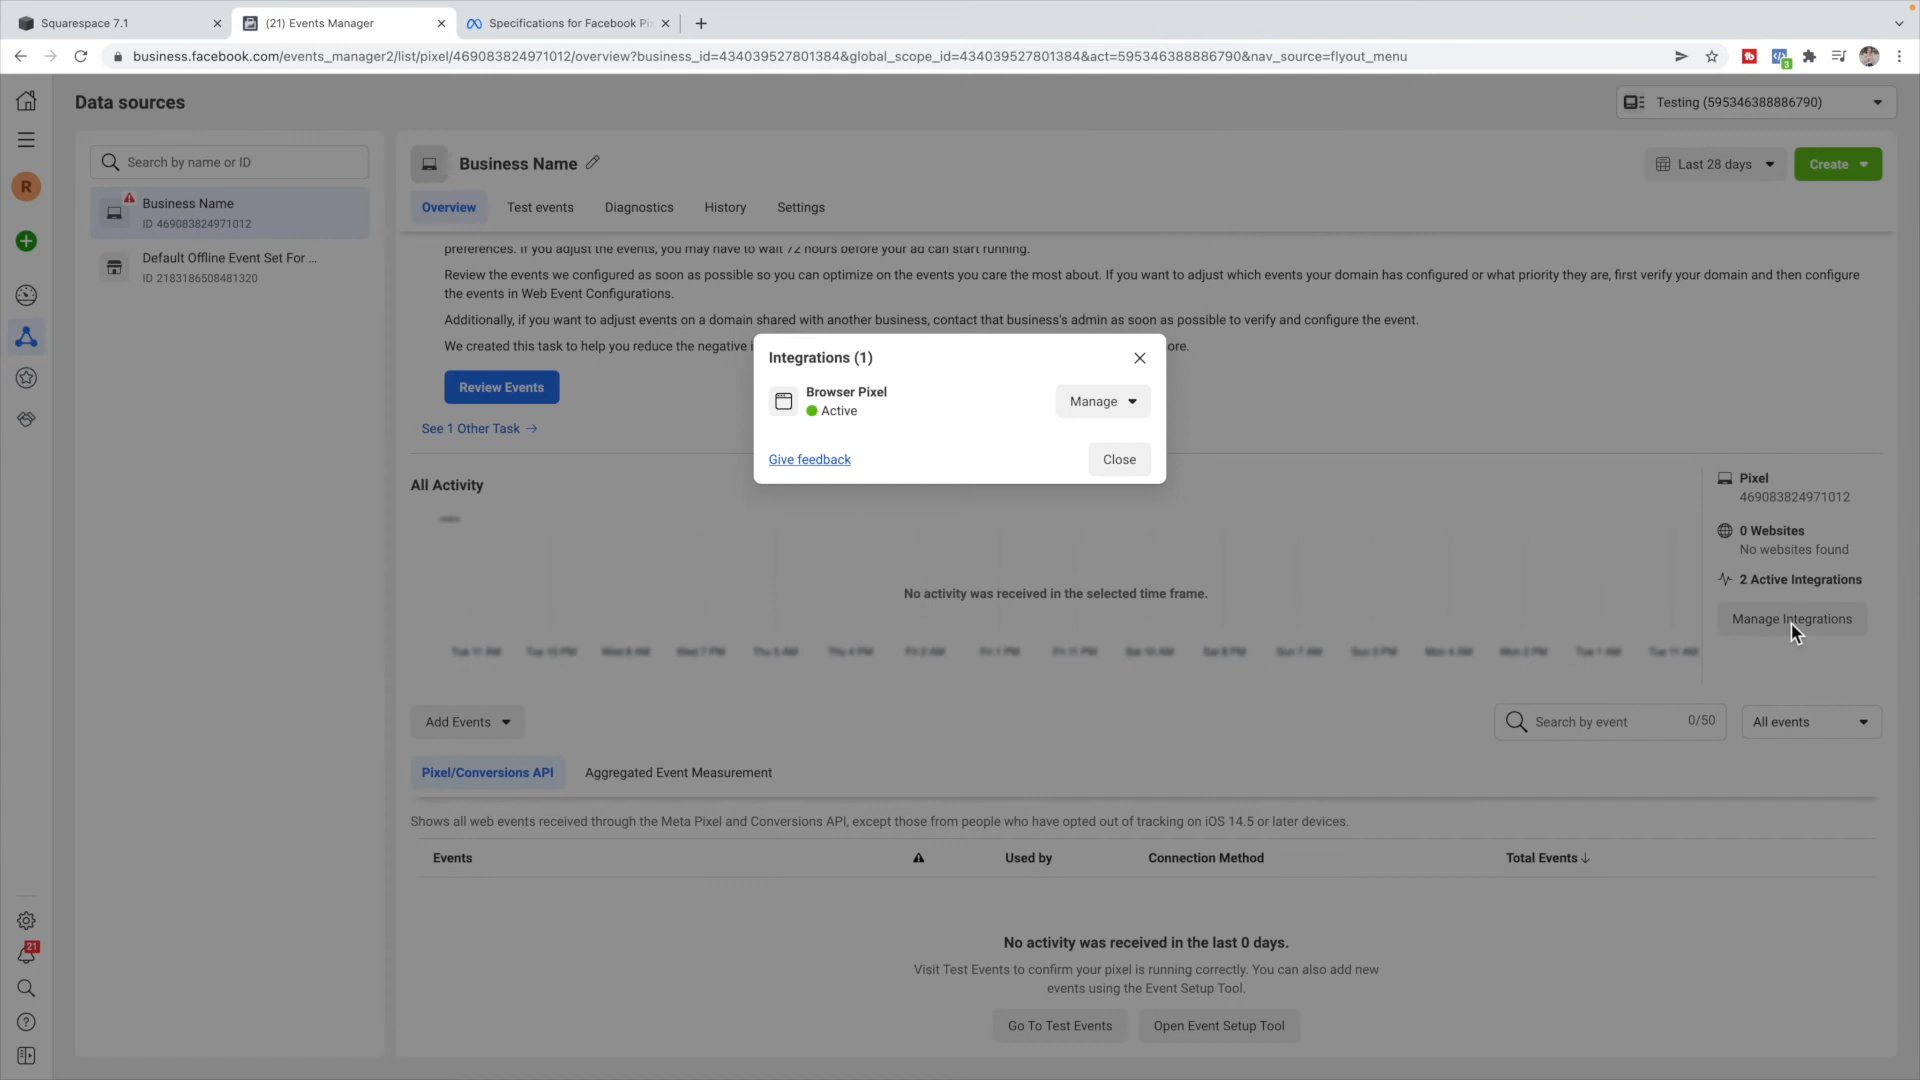 Squarespace 7.1
(21) Events Manager
Specifications for Facebook Pi
business.facebook.com/events_manager2/list/pixel/469083824971012/overview?business_id=434039527801384&global_scope_id=434039527801384&act=595346388886790&nav_source=flyout_menu
3
Data sources
Testing (595346388886790)
R
Search by name or ID
Business Name
ID 469083824971012
Default Offline Event Set For ...
ID 2183186508481320
Business Name
Last 28 days
Create
Overview
Test events
Diagnostics
History
Settings
preferences. If you adjust the events, you may have to wait 72 hours before your ad can start running.
Review the events we configured as soon as possible so you can optimize on the events you care the most about. If you want to adjust which events your domain has configured or what priority they are, first verify your domain and then configure
the events in Web Event Configurations.
Additionally, if you want to adjust events on a domain shared with another business, contact that business's admin as soon as possible to verify and configure the event.
We created this task to help you reduce the negative i
ore.
Review Events
See 1 Other Task →
Integrations (1)
Browser Pixel
Active
Manage
Give feedback
Close
All Activity
No activity was received in the selected time frame.
Tue 11 AM Tue 10 PM Wed 8 AM Wed 7 PM Thu 5 AM Thu 4 PM Fri 2 AM Fri 1 PM Fri 11 PM Sat 10 AM Sat 8 PM Sun 7 AM Sun 5 PM Mon 4 AM Mon 2 PM Tue 1 AM Tue 11 AM
Pixel
469083824971012
0 Websites
No websites found
2 Active Integrations
Manage Integrations
Add Events
Search by event
0/50
All events
Pixel/Conversions API
Aggregated Event Measurement
Shows all web events received through the Meta Pixel and Conversions API, except those from people who have opted out of tracking on iOS 14.5 or later devices.
Events
Used by
Connection Method
Total Events ↓
No activity was received in the last 0 days.
Visit Test Events to confirm your pixel is running correctly. You can also add new
events using the Event Setup Tool.
Go To Test Events
Open Event Setup Tool
21